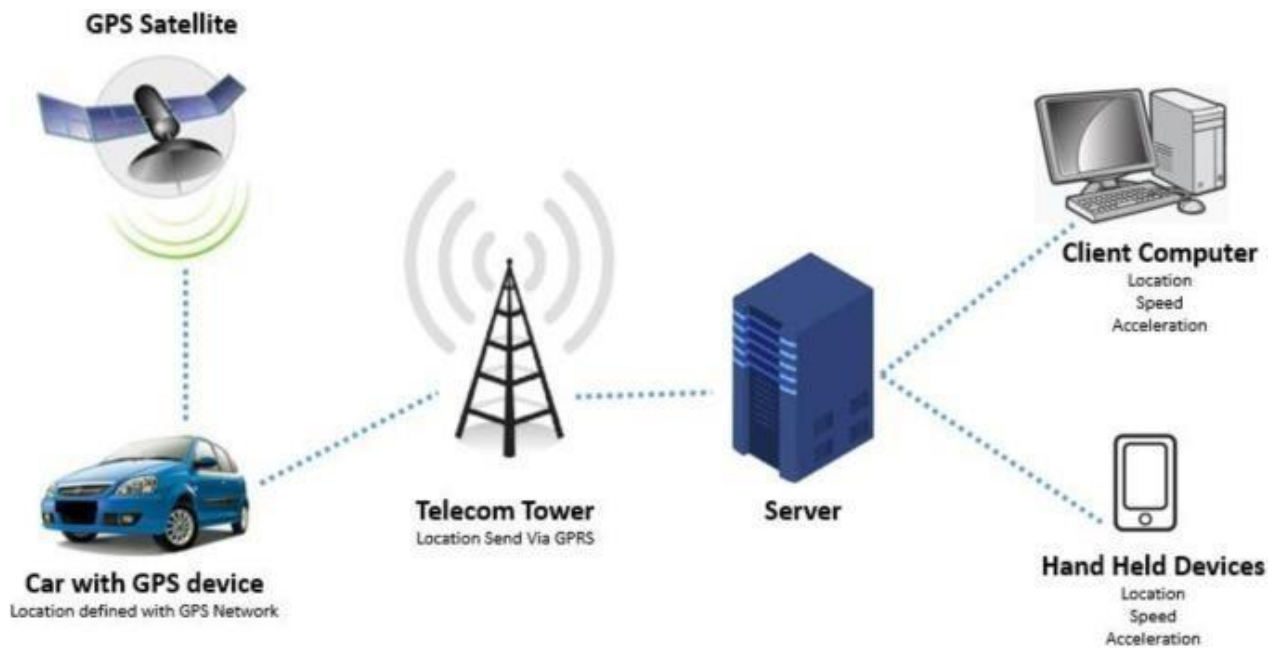 GPS Satellite
Car with GPS device
Location defined with GPS Network
Telecom Tower
Location Send Via GPRS
Server
Client Computer
Location
Speed
Acceleration
Hand Held Devices
Location
Speed
Acceleration